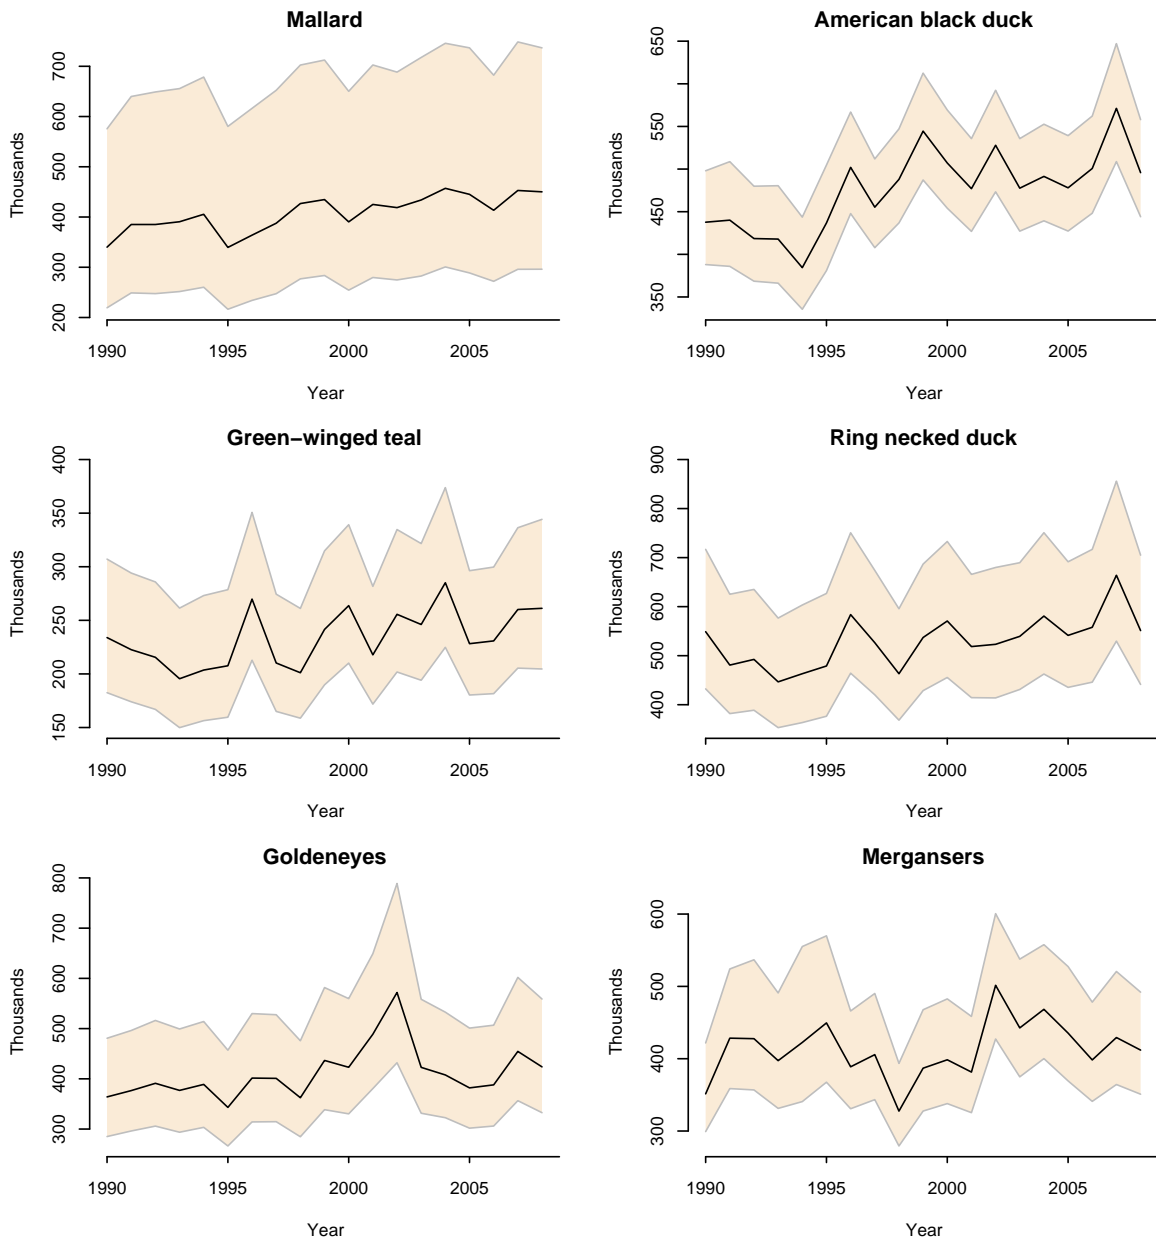 Mallard
Thousands
700
600
500
400
300
200
1990 1995 2000 2005
Year
American black duck
Thousands
650
550
450
350
1990 1995 2000 2005
Year
Green−winged teal
Thousands
400
350
300
250
200
150
1990 1995 2000 2005
Year
Ring necked duck
Thousands
900
800
700
600
500
400
1990 1995 2000 2005
Year
Goldeneyes
Thousands
800
700
600
500
400
300
1990 1995 2000 2005
Year
Mergansers
Thousands
600
500
400
300
1990 1995 2000 2005
Year